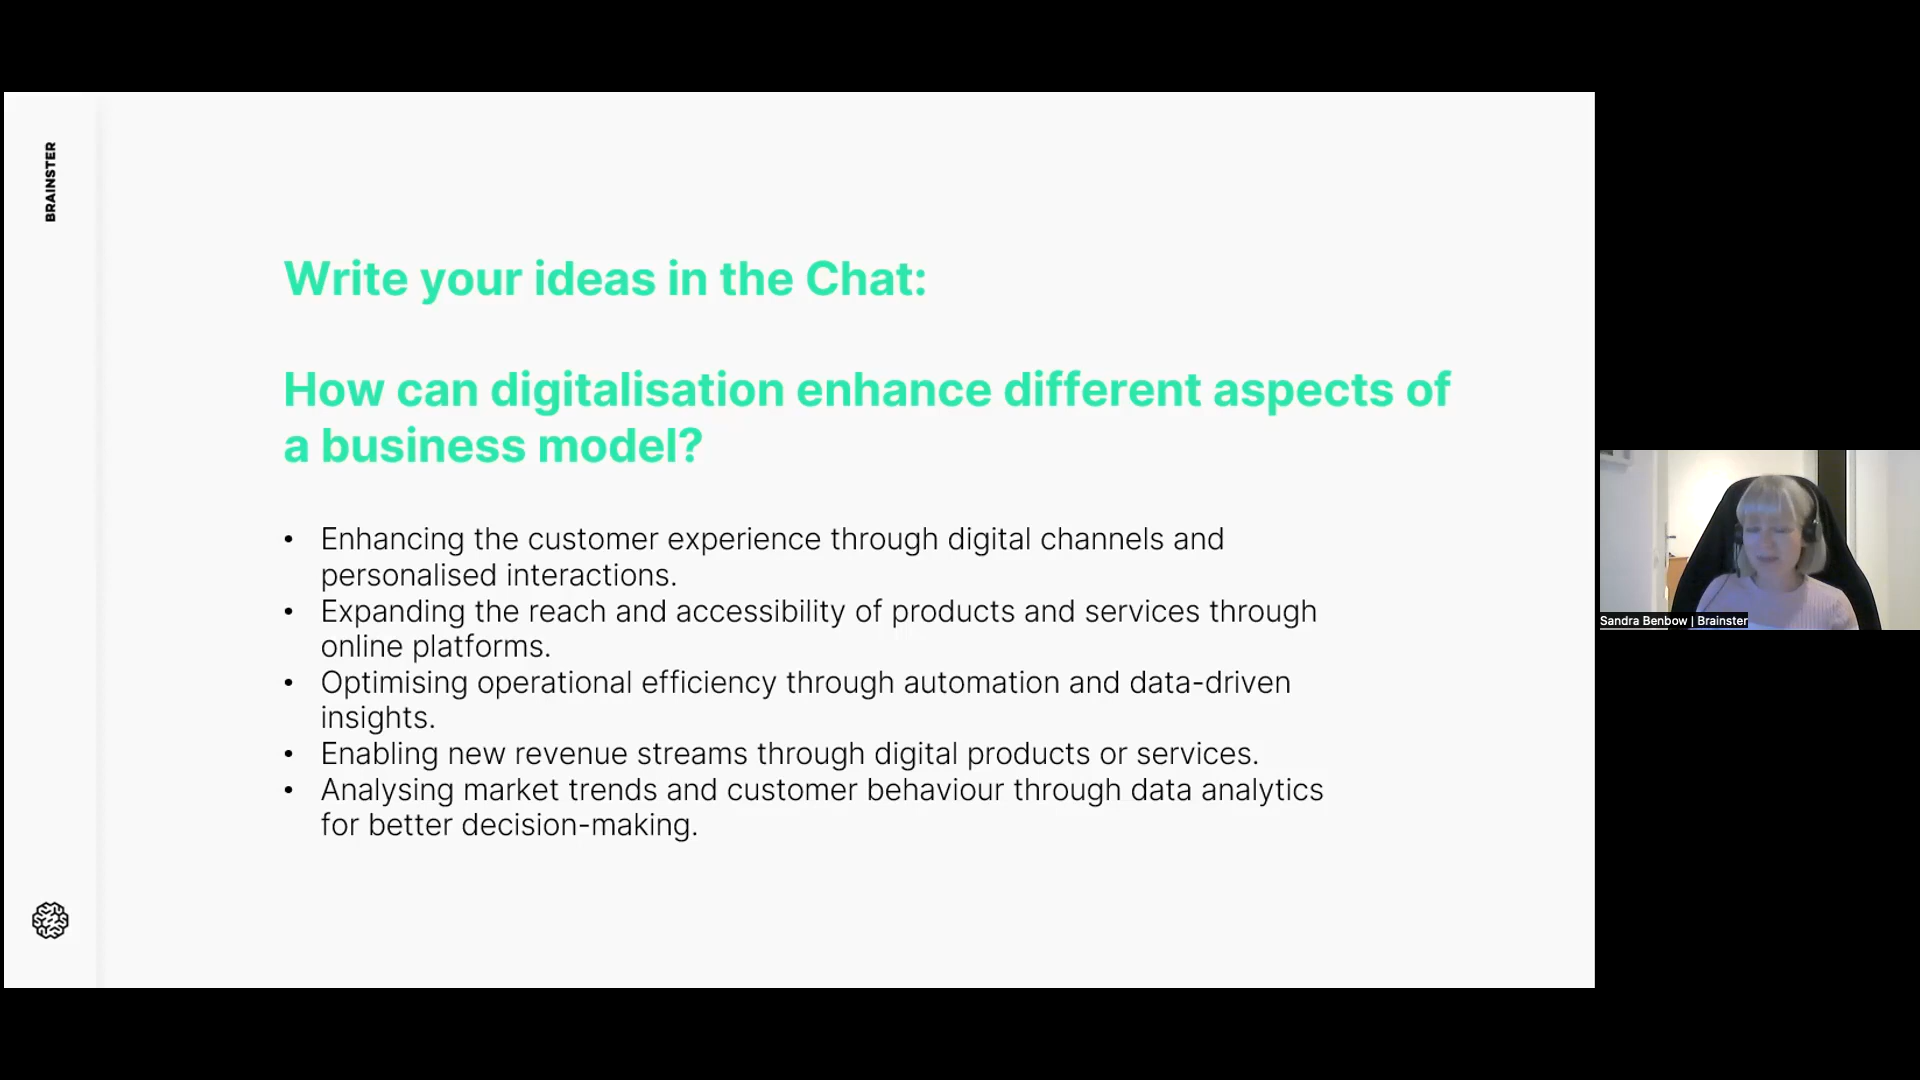 BRAINSTER
Write your ideas in the Chat:
How can digitalisation enhance different aspects of
a business model?
• Enhancing the customer experience through digital channels and
personalised interactions.
• Expanding the reach and accessibility of products and services through
online platforms.
• Optimising operational efficiency through automation and data-driven
insights.
• Enabling new revenue streams through digital products or services.
• Analysing market trends and customer behaviour through data analytics
for better decision-making.
Sandra Benbow | Brainster